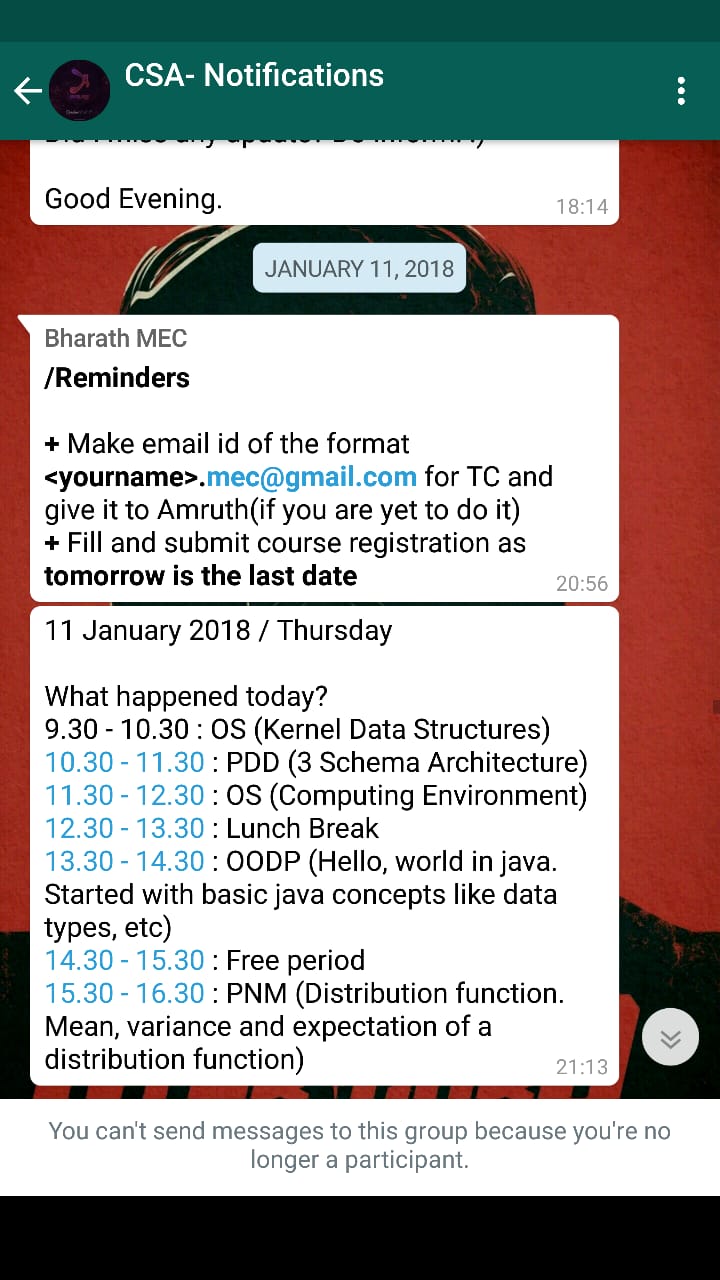 CSA- Notifications
Good Evening.
18:14
JANUARY 11, 2018
Bharath MEC
/Reminders
+ Make email id of the format
<yourname>.mec@gmail.com for TC and
give it to Amruth(if you are yet to do it)
+ Fill and submit course registration as
tomorrow is the last date
20:56
11 January 2018 / Thursday
What happened today?
9.30 - 10.30 : OS (Kernel Data Structures)
10.30 - 11.30 : PDD (3 Schema Architecture)
11.30 - 12.30 : OS (Computing Environment)
12.30 - 13.30 : Lunch Break
13.30 - 14.30 : OODP (Hello, world in java.
Started with basic java concepts like data
types, etc)
14.30 - 15.30 : Free period
15.30 - 16.30 : PNM (Distribution function.
Mean, variance and expectation of a
distribution function)
21:13
You can't send messages to this group because you're no
longer a participant.